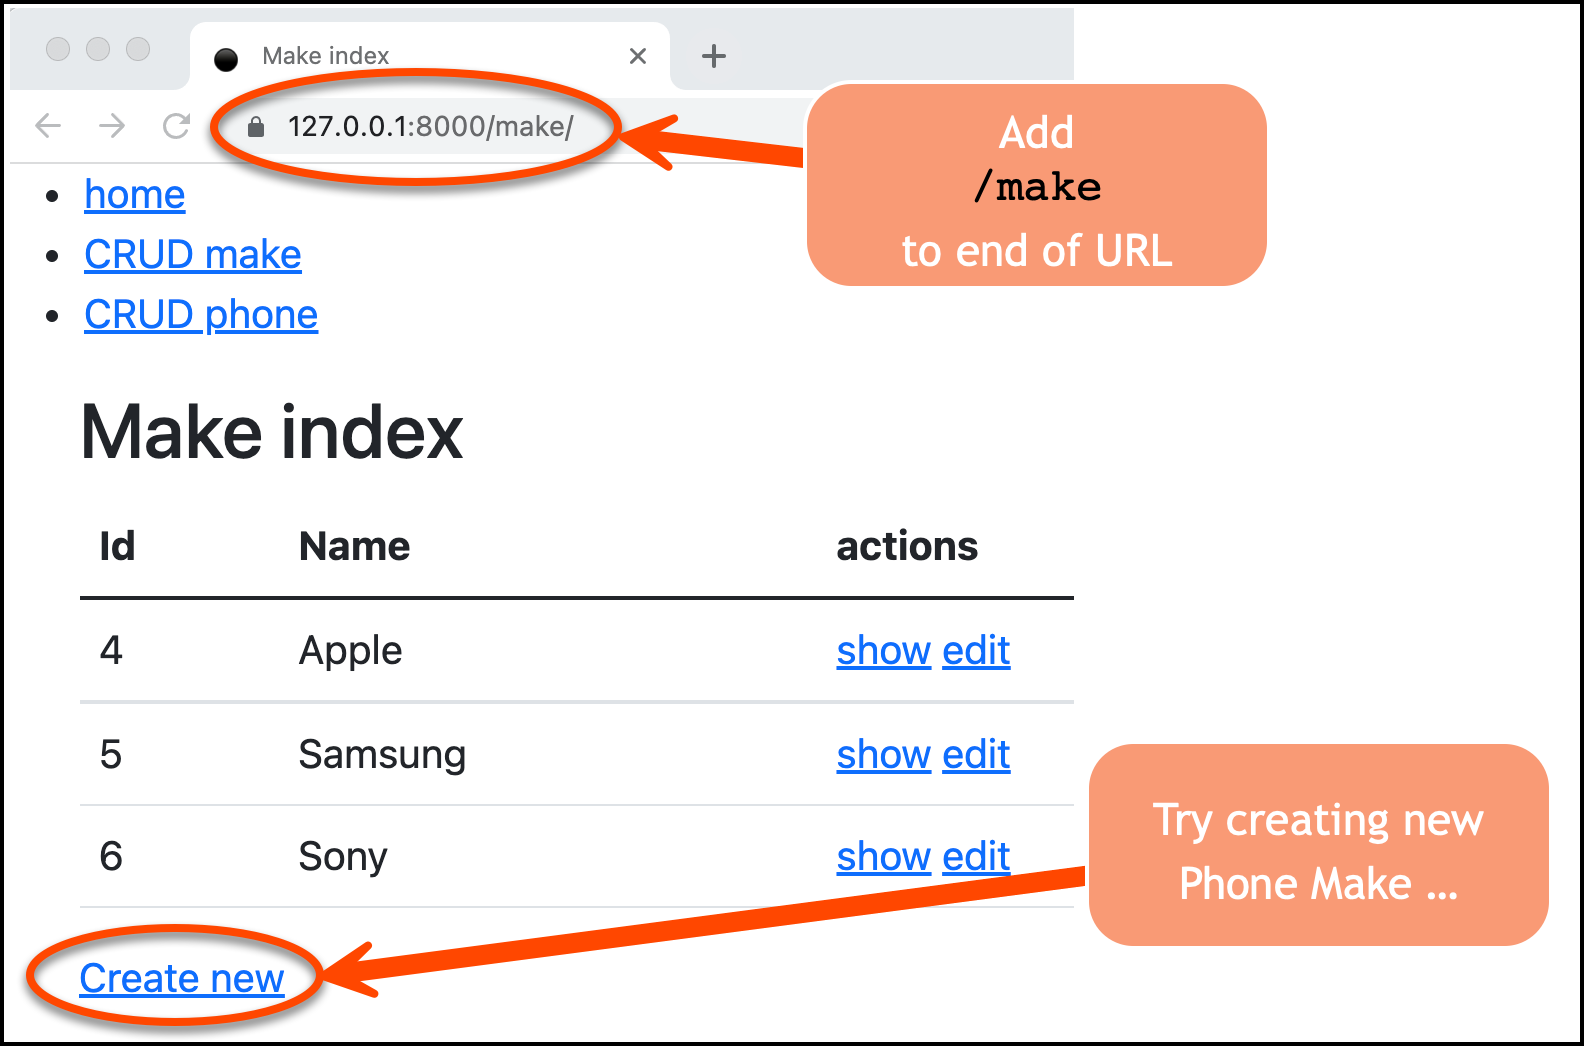 Make index
127.0.0.1:8000/make/
Add
/make
to end of URL
home
CRUD make
CRUD phone
Make index
Id Name actions
4 Apple show edit
5 Samsung show edit
6 Sony show edit
Try creating new
Phone Make ...
Create new